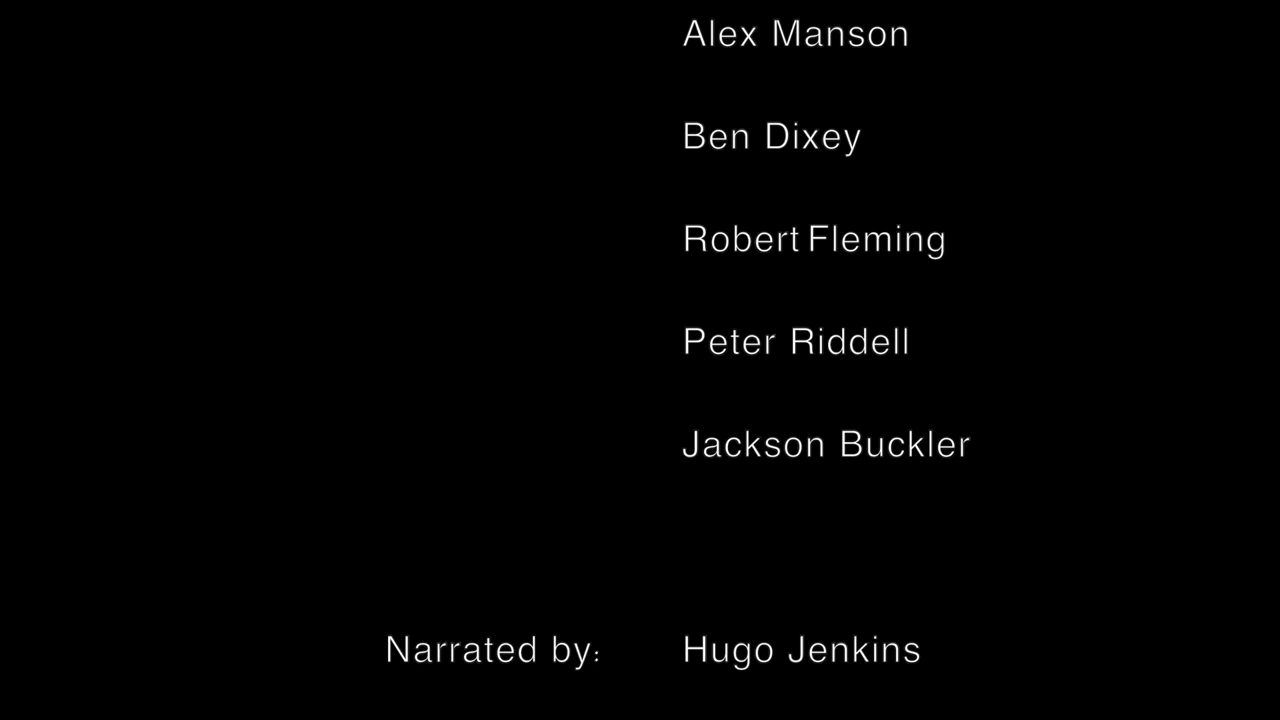 Alex Manson
Ben Dixey
Robert Fleming
Peter Riddell
Jackson Buckler
Narrated by: Hugo Jenkins